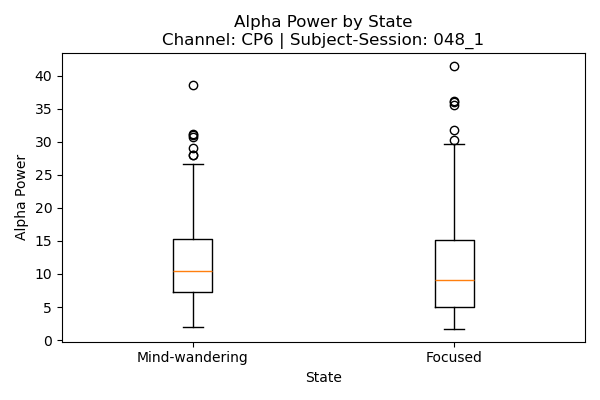 Alpha Power by State
Channel: CP6 | Subject-Session: 048_1
Alpha Power
40
35
30
25
20
15
10
5
0
Mind-wandering
Focused
State